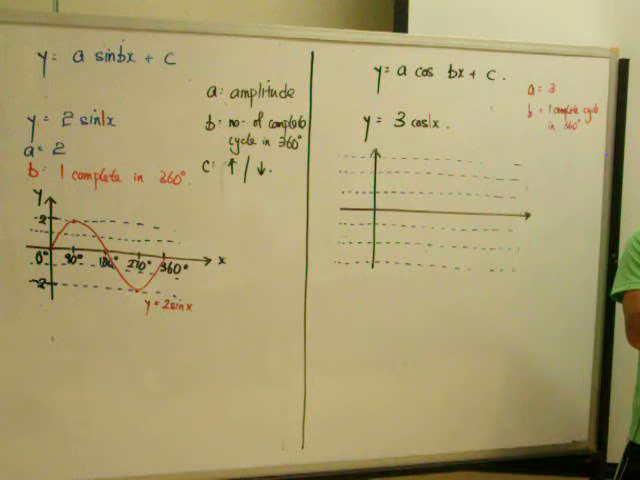 y = a sinbx + c
a: amplitude
b: no. of complete
cycle in 360°
c: ↑ / ↓.
y = 2 sin1x
a = 2
b: 1 complete in 360°.
y
2
0° 90° 180° 270° 360° x
-2
y = 2sinx
y = a cos bx + c.
a = 3
b = 1 complete cycle
in 360°
y = 3 cos1x.